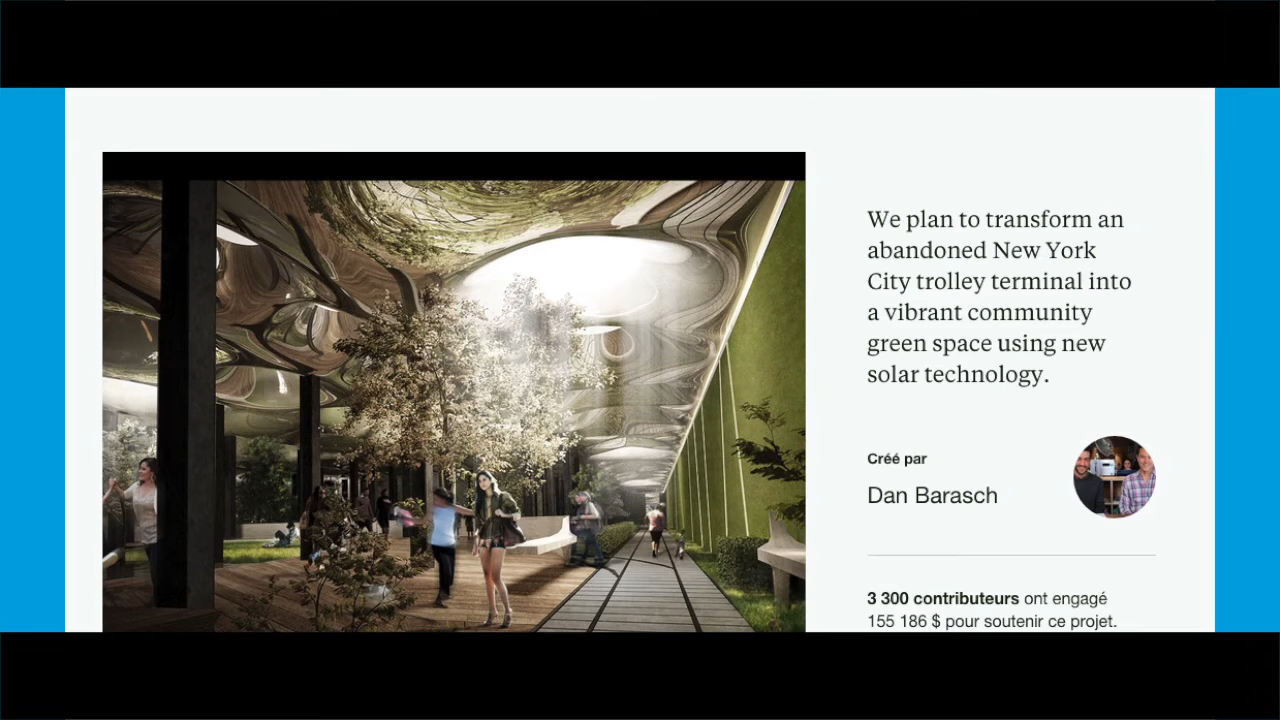 We plan to transform an
abandoned New York
City trolley terminal into
a vibrant community
green space using new
solar technology.
Créé par
Dan Barasch
3 300 contributeurs ont engagé
155 186 $ pour soutenir ce projet.